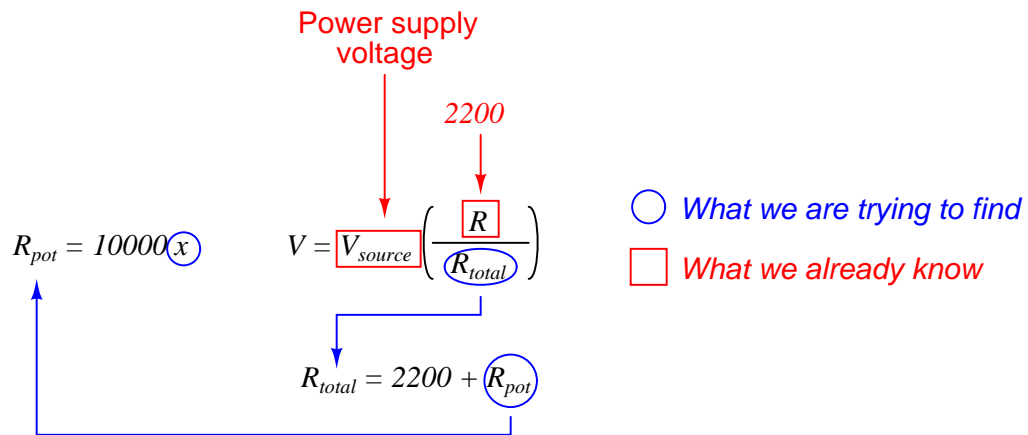 Power supply
voltage
2200
R_pot = 10000 x
V = V_source ( R / R_total )
What we are trying to find
What we already know
R_total = 2200 + R_pot